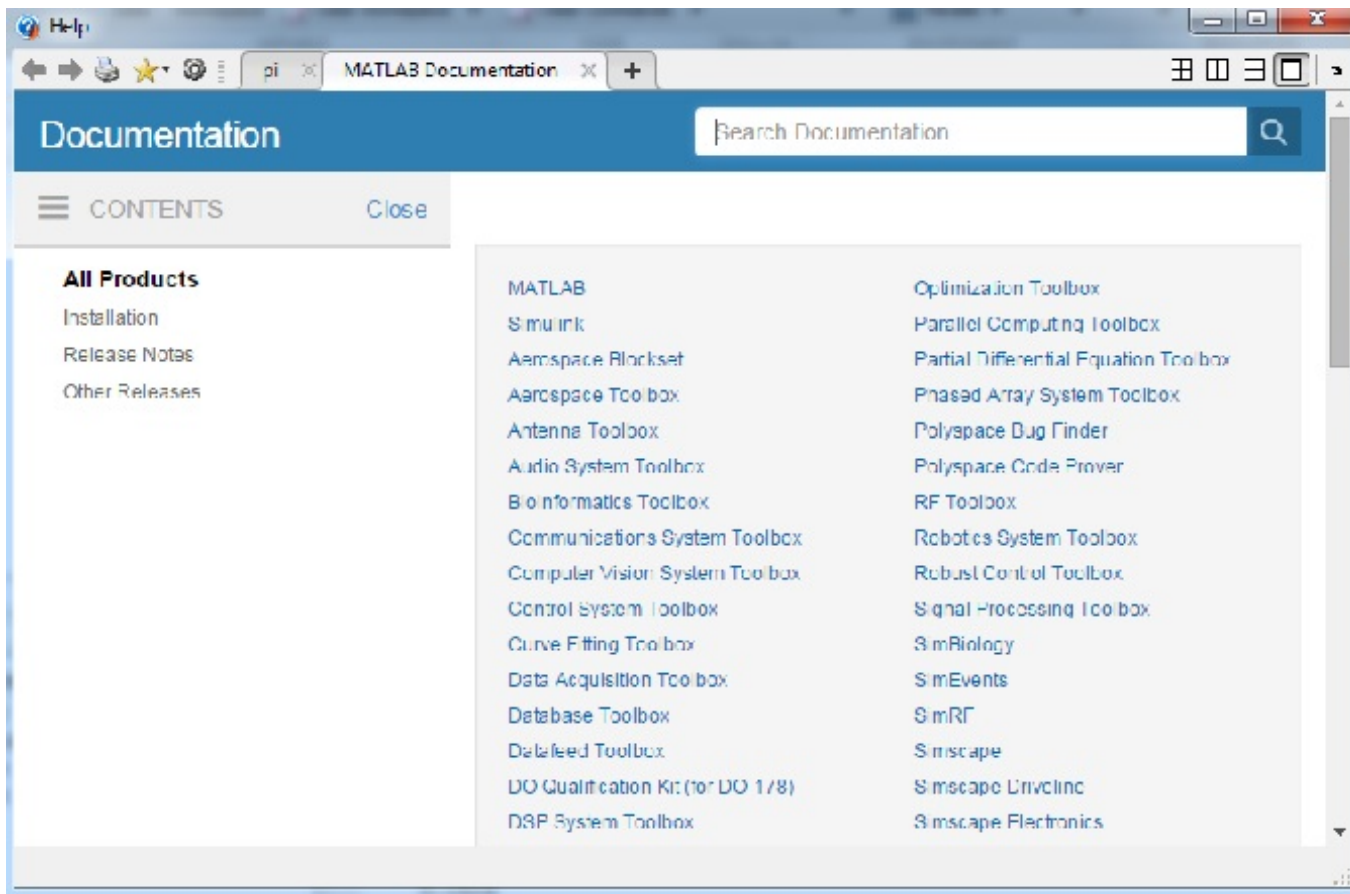 Help
pi
MATLAB Documentation
Documentation
Search Documentation
CONTENTS
Close
All Products
Installation
Release Notes
Other Releases
MATLAB
Simulink
Aerospace Blockset
Aerospace Toolbox
Antenna Toolbox
Audio System Toolbox
Bioinformatics Toolbox
Communications System Toolbox
Computer Vision System Toolbox
Control System Toolbox
Curve Fitting Toolbox
Data Acquisition Toolbox
Database Toolbox
Datafeed Toolbox
DO Qualification Kit (for DO-178)
DSP System Toolbox
Optimization Toolbox
Parallel Computing Toolbox
Partial Differential Equation Toolbox
Phased Array System Toolbox
Polyspace Bug Finder
Polyspace Code Prover
RF Toolbox
Robotics System Toolbox
Robust Control Toolbox
Signal Processing Toolbox
SimBiology
SimEvents
SimRF
Simscape
Simscape Driveline
Simscape Electronics